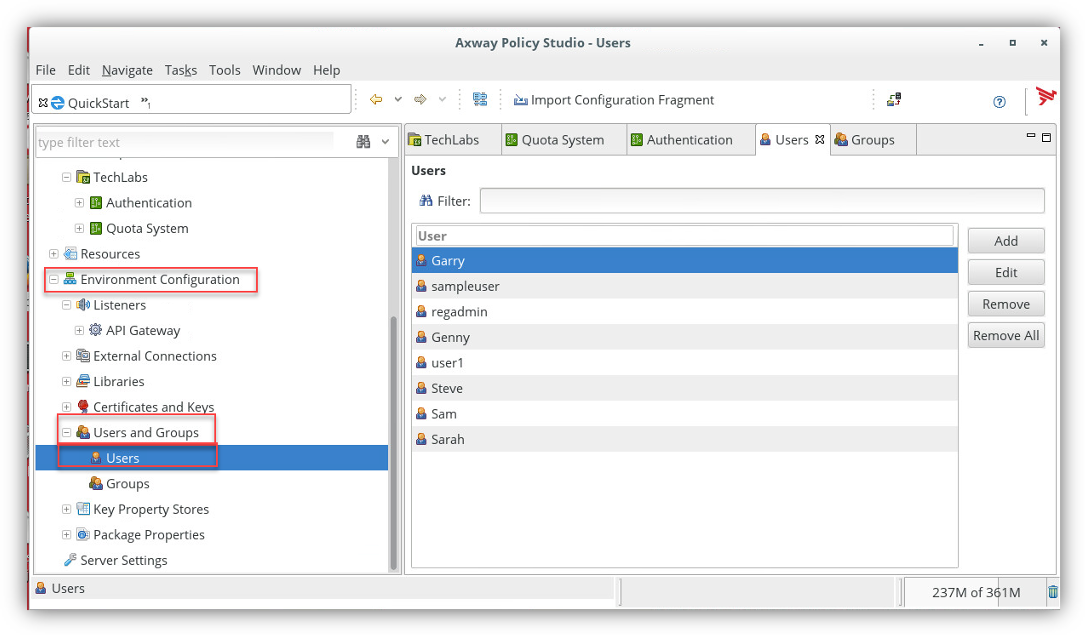 Axway Policy Studio - Users
File Edit Navigate Tasks Tools Window Help
QuickStart »1 Import Configuration Fragment
type filter text
TechLabs
Authentication
Quota System
Resources
Environment Configuration
Listeners
API Gateway
External Connections
Libraries
Certificates and Keys
Users and Groups
Users
Groups
Key Property Stores
Package Properties
Server Settings
TechLabs Quota System Authentication Users Groups
Users
Filter:
User
Garry
sampleuser
regadmin
Genny
user1
Steve
Sam
Sarah
Add
Edit
Remove
Remove All
Users 237M of 361M